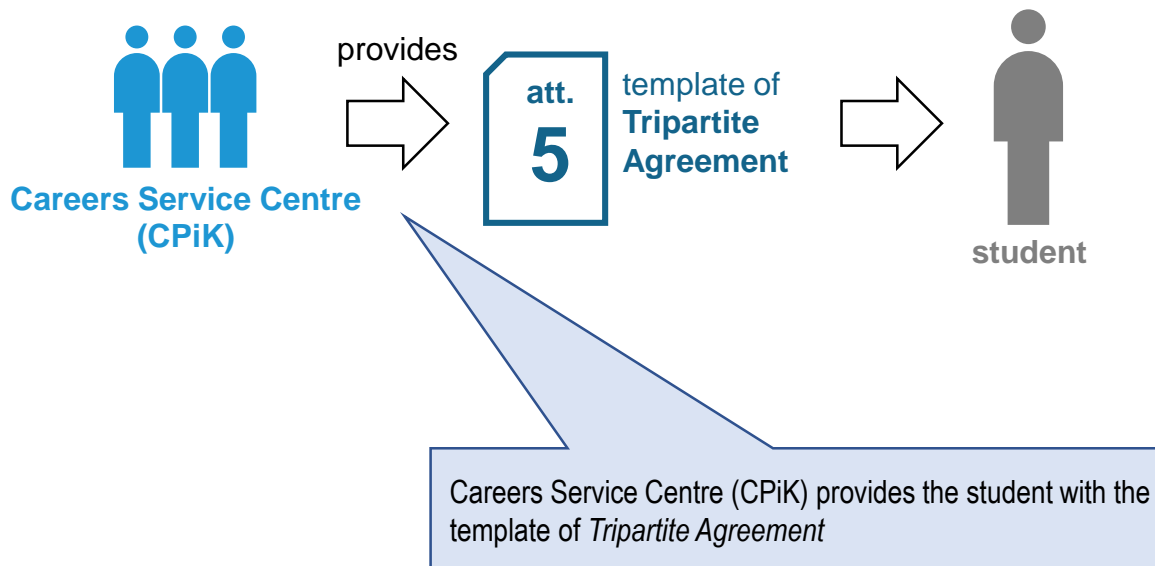 provides
att.
5
template of
Tripartite
Agreement
Careers Service Centre
(CPiK)
student
Careers Service Centre (CPiK) provides the student with the
template of Tripartite Agreement